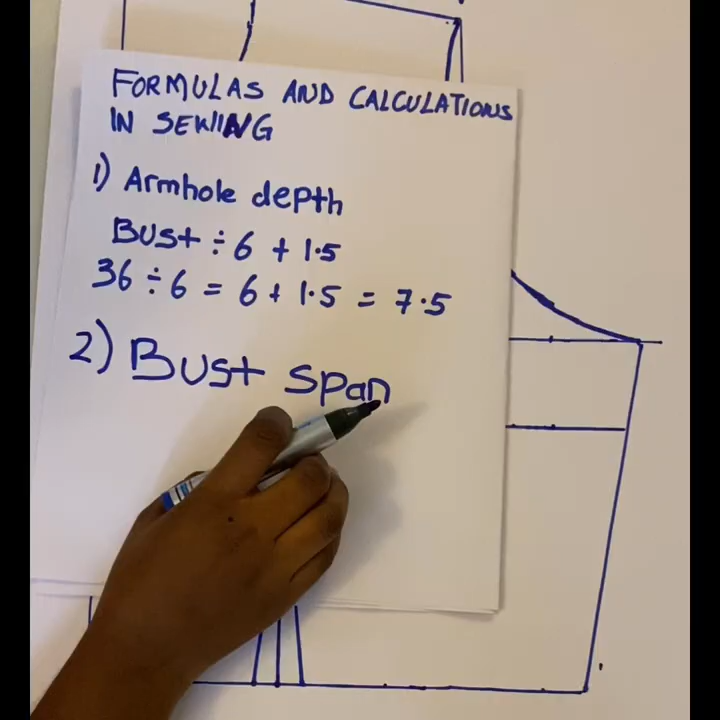 FORMULAS AND CALCULATIONS
IN SEWING
1) Armhole depth
BUST ÷ 6 + 1.5
36 ÷ 6 = 6 + 1.5 = 7.5
2) BUST SPan